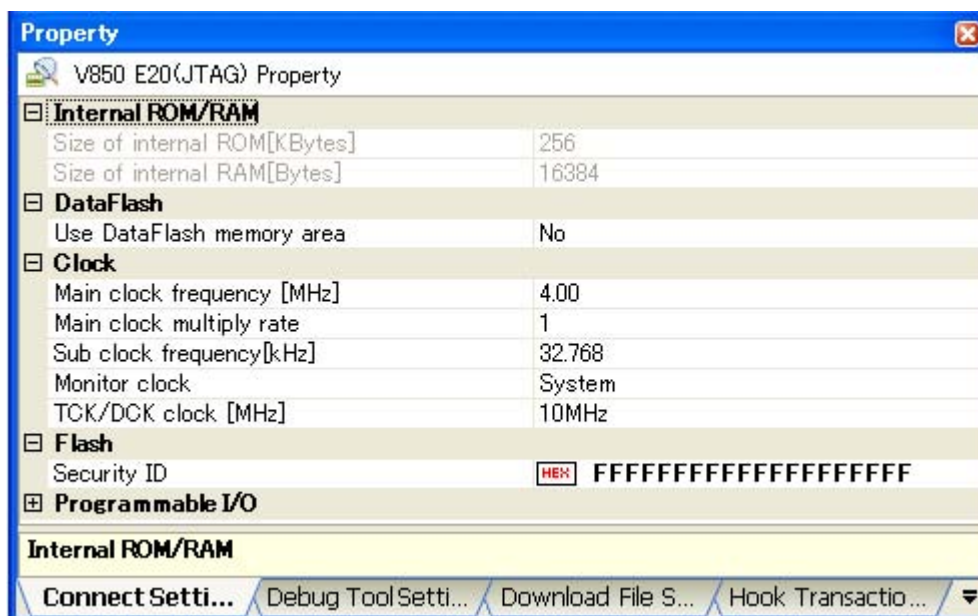 Property
V850 E20(JTAG) Property
Internal ROM/RAM
Size of internal ROM[KBytes] 256
Size of internal RAM[Bytes] 16384
DataFlash
Use DataFlash memory area No
Clock
Main clock frequency [MHz] 4.00
Main clock multiply rate 1
Sub clock frequency[kHz] 32.768
Monitor clock System
TCK/DCK clock [MHz] 10MHz
Flash
Security ID HEX FFFFFFFFFFFFFFFFFFFF
Programmable I/O
Internal ROM/RAM
Connect Setti... Debug Tool Setti... Download File S... Hook Transactio...